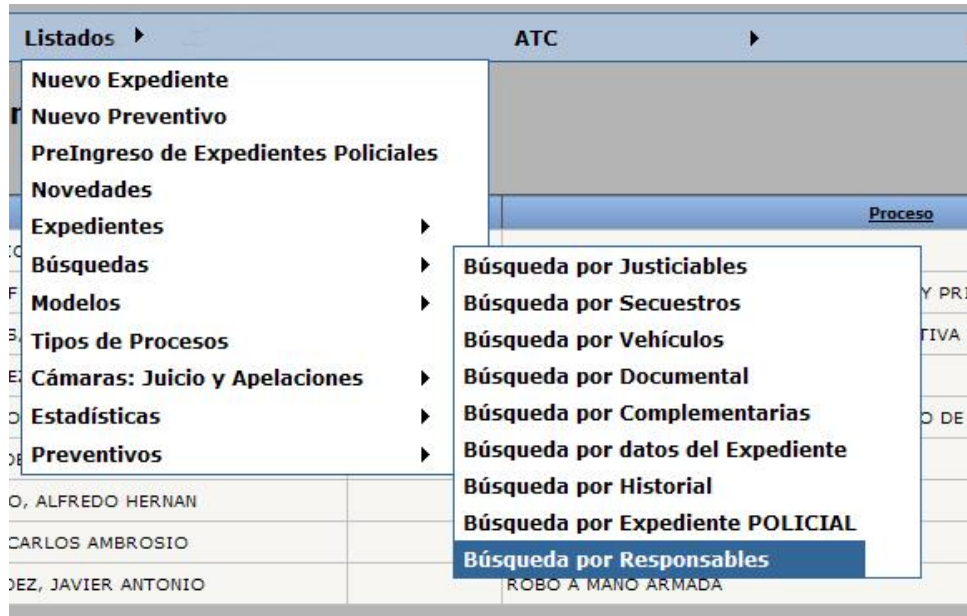 Listados
ATC
Nuevo Expediente
Nuevo Preventivo
PreIngreso de Expedientes Policiales
Novedades
Expedientes
Búsquedas
Modelos
Tipos de Procesos
Cámaras: Juicio y Apelaciones
Estadísticas
Preventivos
Proceso
Búsqueda por Justiciables
Búsqueda por Secuestros
Búsqueda por Vehículos
Búsqueda por Documental
Búsqueda por Complementarias
Búsqueda por datos del Expediente
Búsqueda por Historial
Búsqueda por Expediente POLICIAL
Búsqueda por Responsables
Y PRI
TIVA
O DE
O, ALFREDO HERNAN
CARLOS AMBROSIO
DEZ, JAVIER ANTONIO
ROBO A MANO ARMADA